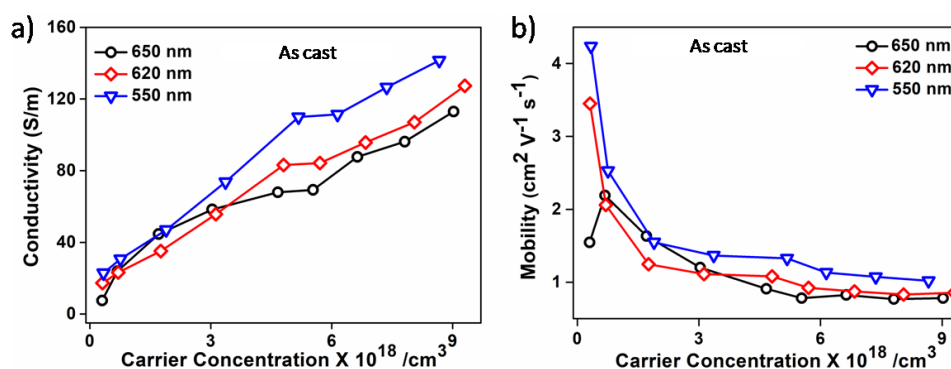 a)
As cast
650 nm
620 nm
550 nm
Conductivity (S/m)
160
120
80
40
0
0 3 6 9
Carrier Concentration X 10¹⁸ /cm³
b)
As cast
650 nm
620 nm
550 nm
Mobility (cm² V⁻¹ s⁻¹)
4
3
2
1
0 3 6 9
Carrier Concentration X 10¹⁸ /cm³